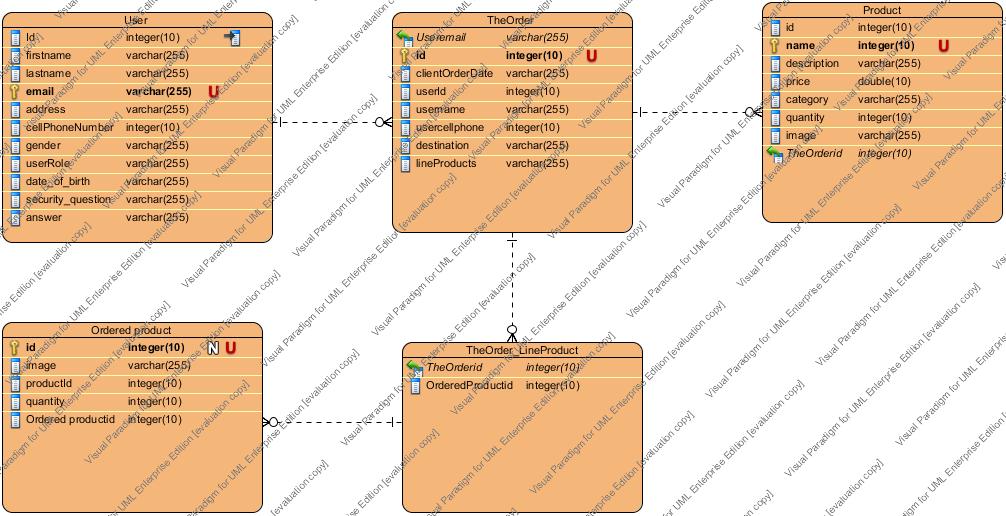 User
Id integer(10)
firstname varchar(255)
lastname varchar(255)
email varchar(255) U
address varchar(255)
cellPhoneNumber integer(10)
gender varchar(255)
userRole varchar(255)
date_of_birth varchar(255)
security_question varchar(255)
answer varchar(255)
TheOrder
Useremail varchar(255)
id integer(10) U
clientOrderDate varchar(255)
userId integer(10)
username varchar(255)
usercellphone integer(10)
destination varchar(255)
lineProducts varchar(255)
Product
id integer(10)
name integer(10) U
description varchar(255)
price double(10)
category varchar(255)
quantity integer(10)
image varchar(255)
TheOrderid integer(10)
Ordered product
id integer(10) N U
image varchar(255)
productId integer(10)
quantity integer(10)
Ordered productid integer(10)
TheOrder_LineProduct
TheOrderid integer(10)
OrderedProductid integer(10)
Visual Paradigm for UML Enterprise Edition [evaluation copy]